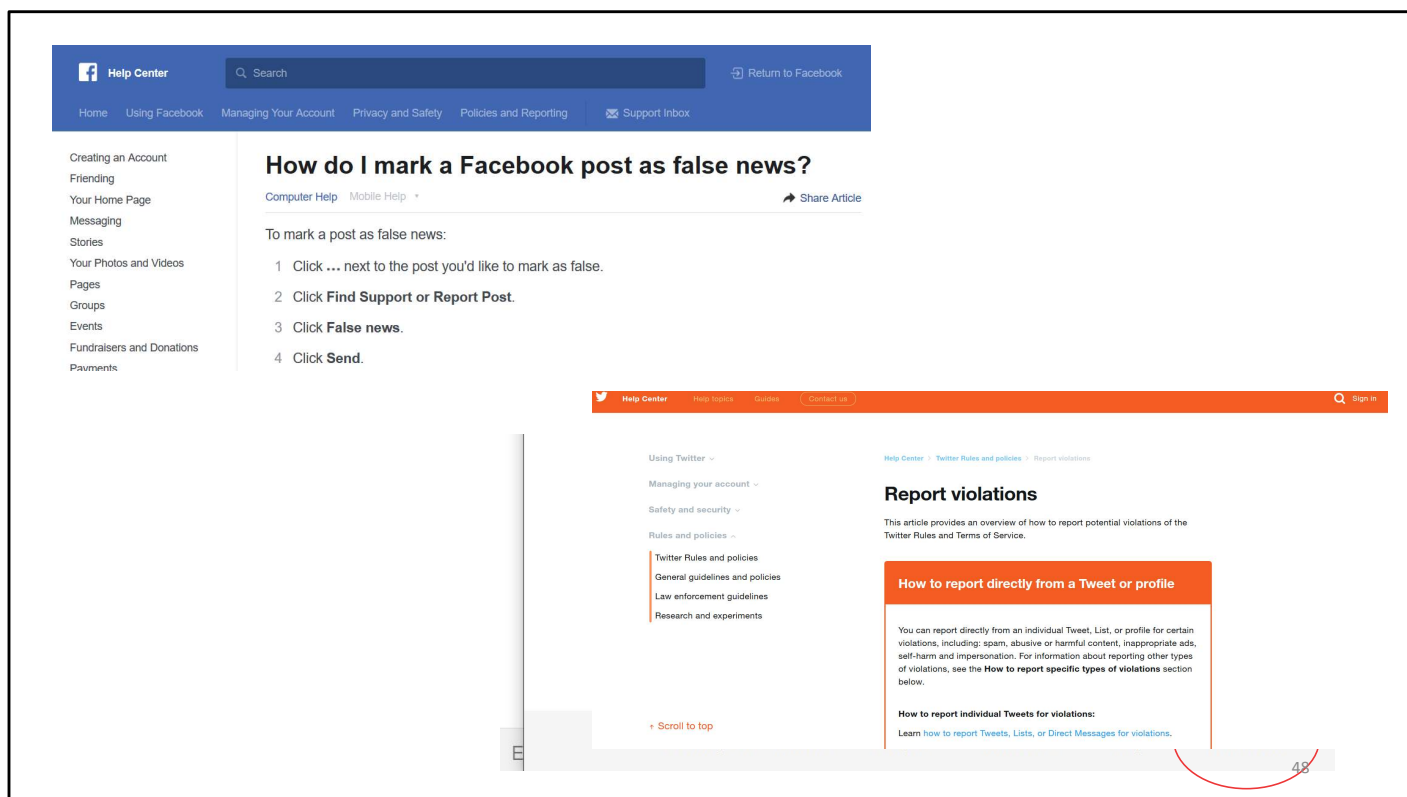 Help Center
Search
Return to Facebook
Home Using Facebook Managing Your Account Privacy and Safety Policies and Reporting Support Inbox
Creating an Account
Friending
Your Home Page
Messaging
Stories
Your Photos and Videos
Pages
Groups
Events
Fundraisers and Donations
Payments
How do I mark a Facebook post as false news?
Computer Help Mobile Help
Share Article
To mark a post as false news:
1 Click ... next to the post you'd like to mark as false.
2 Click Find Support or Report Post.
3 Click False news.
4 Click Send.
Help Center Help topics Guides Contact us Sign in
Using Twitter
Managing your account
Safety and security
Rules and policies
Twitter Rules and policies
General guidelines and policies
Law enforcement guidelines
Research and experiments
↑ Scroll to top
Help Center > Twitter Rules and policies > Report violations
Report violations
This article provides an overview of how to report potential violations of the
Twitter Rules and Terms of Service.
How to report directly from a Tweet or profile
You can report directly from an individual Tweet, List, or profile for certain
violations, including: spam, abusive or harmful content, inappropriate ads,
self-harm and impersonation. For information about reporting other types
of violations, see the How to report specific types of violations section
below.
How to report individual Tweets for violations:
Learn how to report Tweets, Lists, or Direct Messages for violations.
E
48